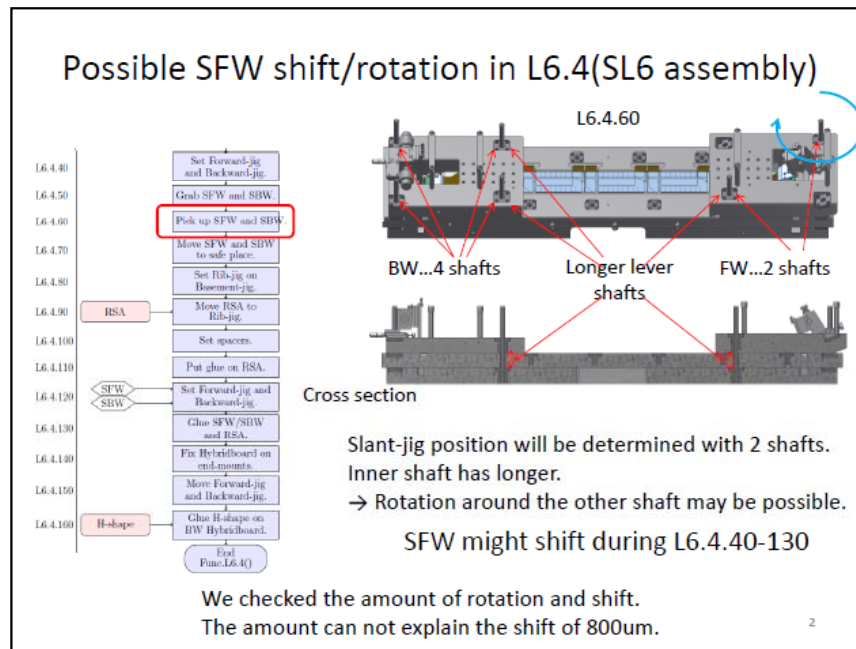 Possible SFW shift/rotation in L6.4(SL6 assembly)
L6.4.60
L6.4.40
Set Forward-jig
and Backward-jig.
L6.4.50
Grab SFW and SBW.
L6.4.60
Pick up SFW and SBW.
L6.4.70
Move SFW and SBW
to safe place.
L6.4.80
Set Rib-jig on
Basement-jig.
L6.4.90
RSA
Move RSA to
Rib-jig.
L6.4.100
Set spacers.
L6.4.110
Put glue on RSA.
L6.4.120
SFW
SBW
Set Forward-jig and
Backward-jig.
L6.4.130
Glue SFW/SBW
and RSA.
L6.4.140
Fix Hybridboard on
end-mounts.
L6.4.150
Move Forward-jig
and Backward-jig.
L6.4.160
H-shape
Glue H-shape on
BW Hybridboard.
End
Func.L6.4()
BW...4 shafts
Longer lever
shafts
FW...2 shafts
Cross section
Slant-jig position will be determined with 2 shafts.
Inner shaft has longer.
→ Rotation around the other shaft may be possible.
SFW might shift during L6.4.40-130
We checked the amount of rotation and shift.
The amount can not explain the shift of 800um.
2